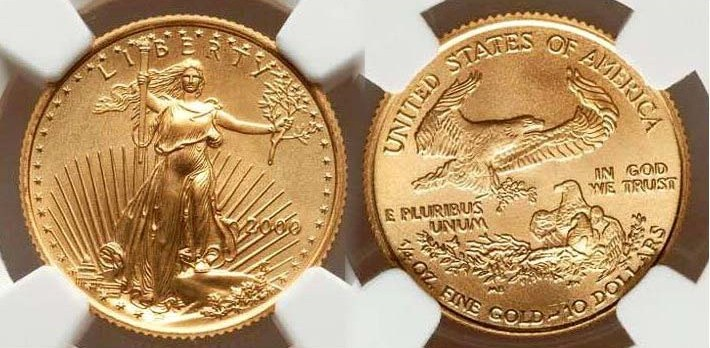 LIBERTY
2000
UNITED STATES OF AMERICA
IN GOD
WE TRUST
E PLURIBUS
UNUM
1/4 OZ. FINE GOLD - 10 DOLLARS